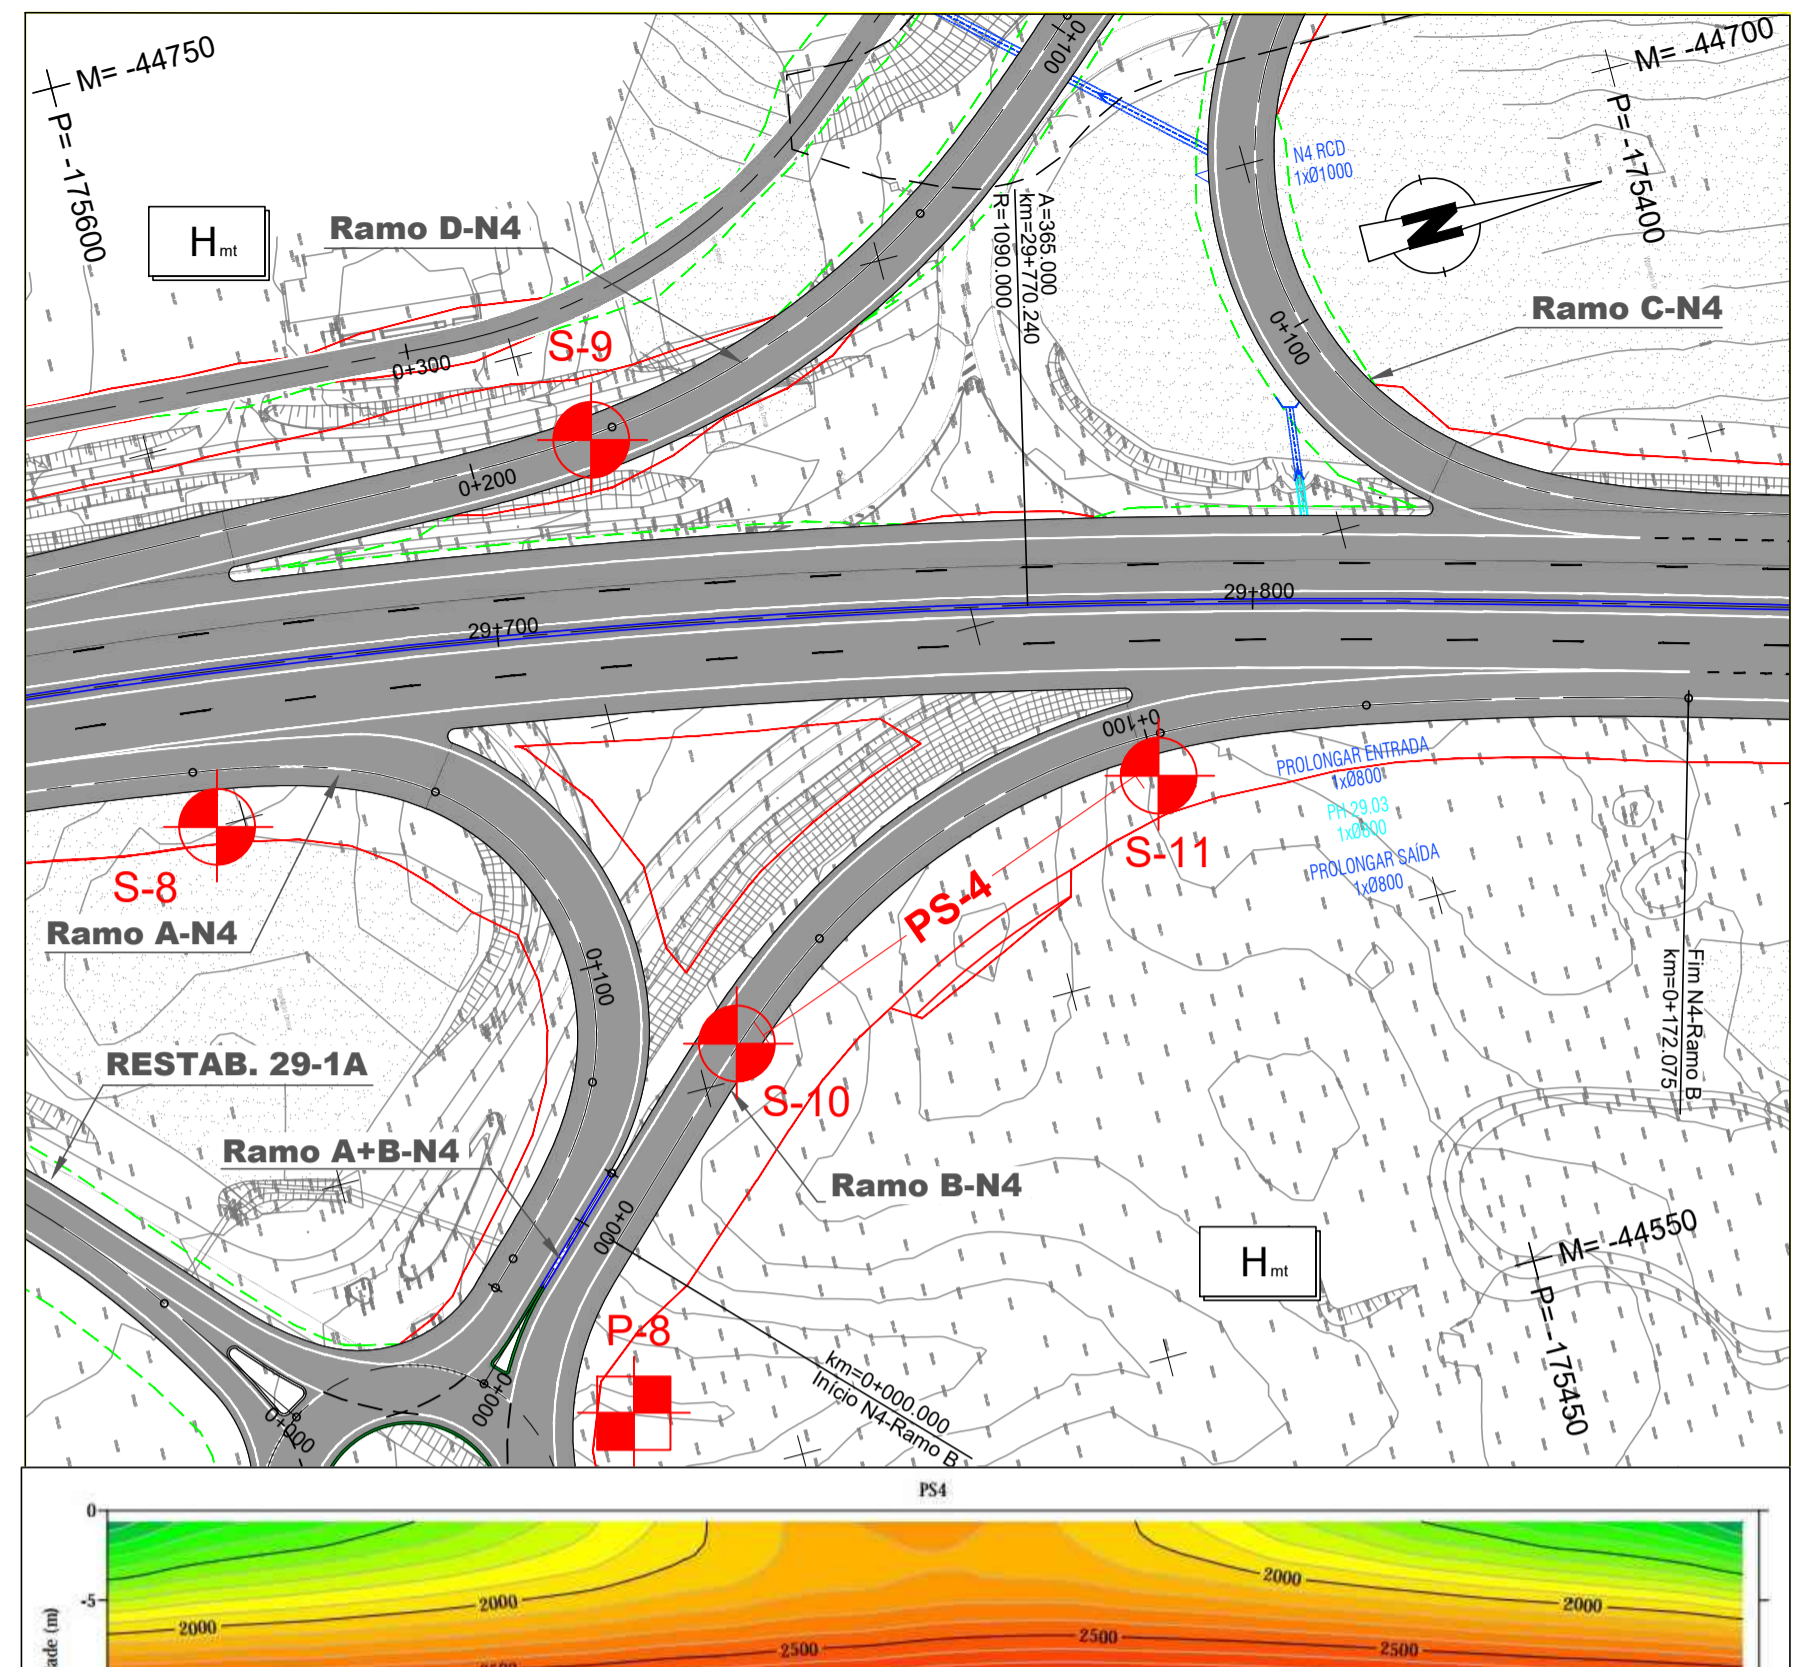 M= -44750
P= -175600
M= -44700
P= -175400
0+100
N4 RCD
1xØ1000
Hmt
Ramo D-N4
A=365.000
km=29+770.240
R=1090.000
N
Ramo C-N4
0+100
S-9
0+300
0+200
29+800
29+700
0+100
S-11
PROLONGAR ENTRADA
1xØ800
PH 29.03
1xØ800
PROLONGAR SAÍDA
1xØ800
S-8
PS-4
Ramo A-N4
0+100
Fim N4-Ramo B
km=0+172.075
RESTAB. 29-1A
S-10
Ramo A+B-N4
Ramo B-N4
0+000
Hmt
M= -44550
P= -175450
P-8
km=0+000.000
Início N4-Ramo B
0+000
0+000
PS4
0
-5
2000
2000
2000
2000
2500
2500
2500